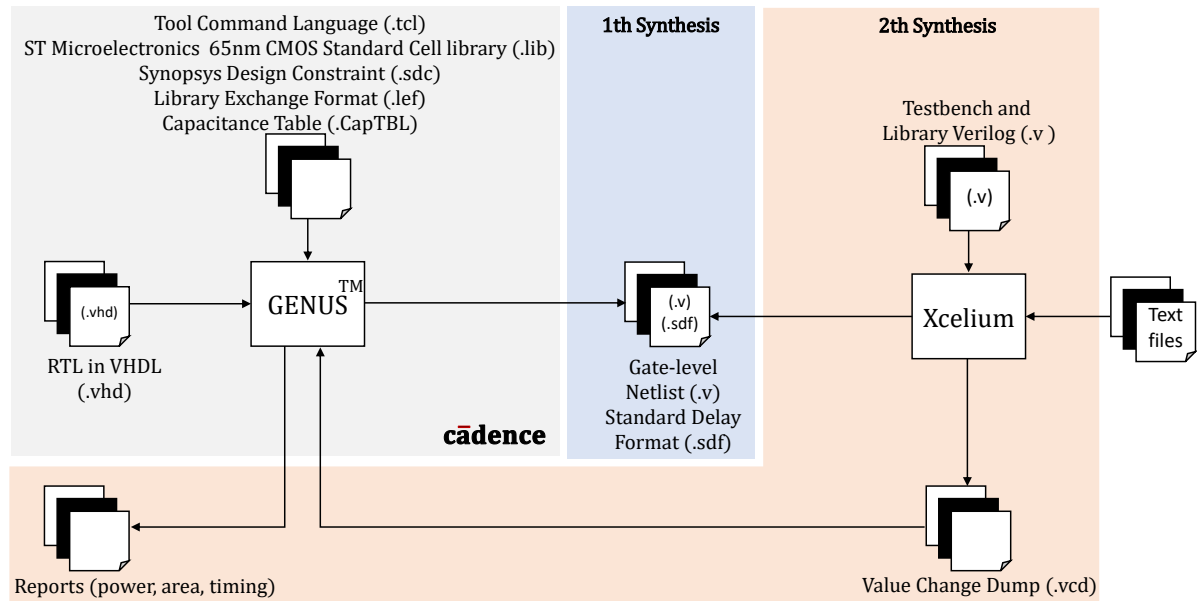 Tool Command Language (.tcl)
ST Microelectronics 65nm CMOS Standard Cell library (.lib)
Synopsys Design Constraint (.sdc)
Library Exchange Format (.lef)
Capacitance Table (.CapTBL)
1th Synthesis
2th Synthesis
Testbench and
Library Verilog (.v )
(.v)
(.vhd)
GENUS TM
(.v)
(.sdf)
Xcelium
Text
files
RTL in VHDL
(.vhd)
Gate-level
Netlist (.v)
Standard Delay
Format (.sdf)
cādence
Reports (power, area, timing)
Value Change Dump (.vcd)